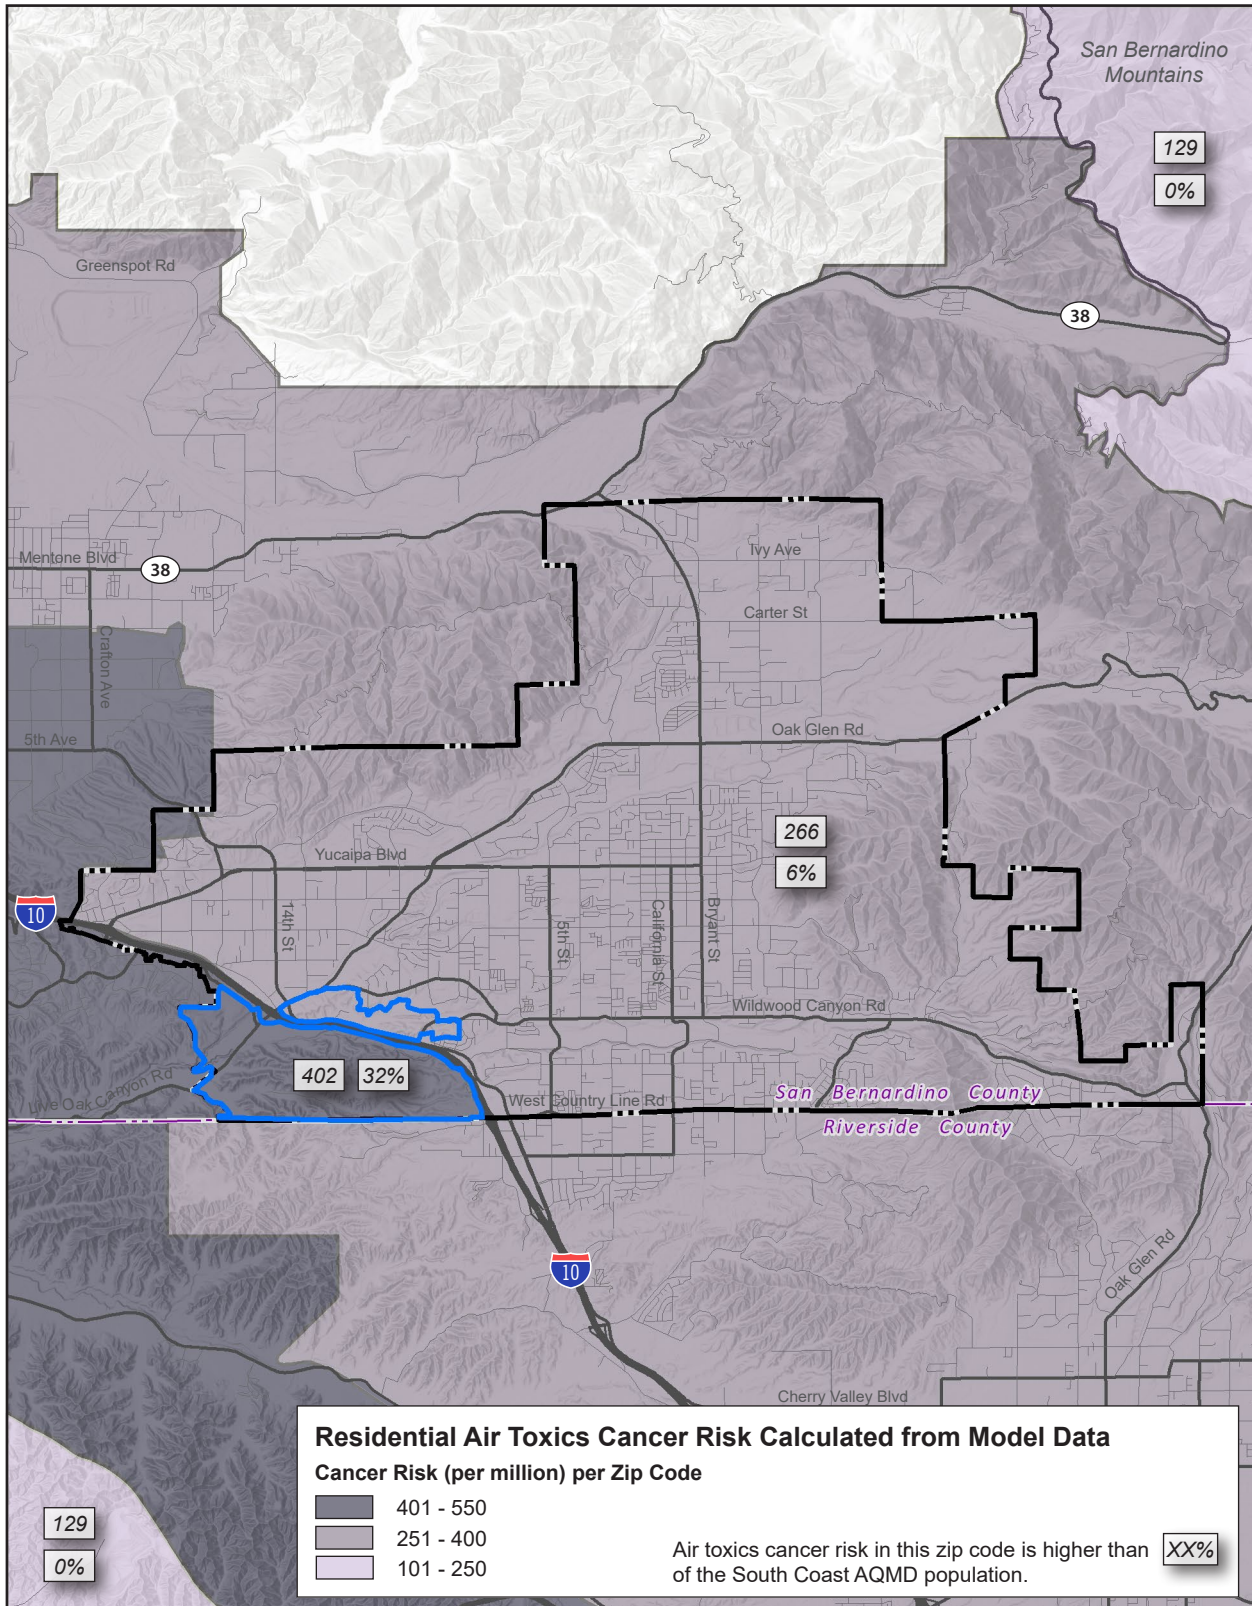 San Bernardino
Mountains
129
0%
Greenspot Rd
38
Mentone Blvd
38
Ivy Ave
Carter St
Crafton Ave
5th Ave
Oak Glen Rd
266
6%
Yucaipa Blvd
10
14th St
5th St
California St
Bryant St
Wildwood Canyon Rd
402
32%
Live Oak Canyon Rd
West Country Line Rd
San Bernardino County
Riverside County
10
Oak Glen Rd
Cherry Valley Blvd
129
0%
Residential Air Toxics Cancer Risk Calculated from Model Data
Cancer Risk (per million) per Zip Code
401 - 550
251 - 400
101 - 250
Air toxics cancer risk in this zip code is higher than XX%
of the South Coast AQMD population.